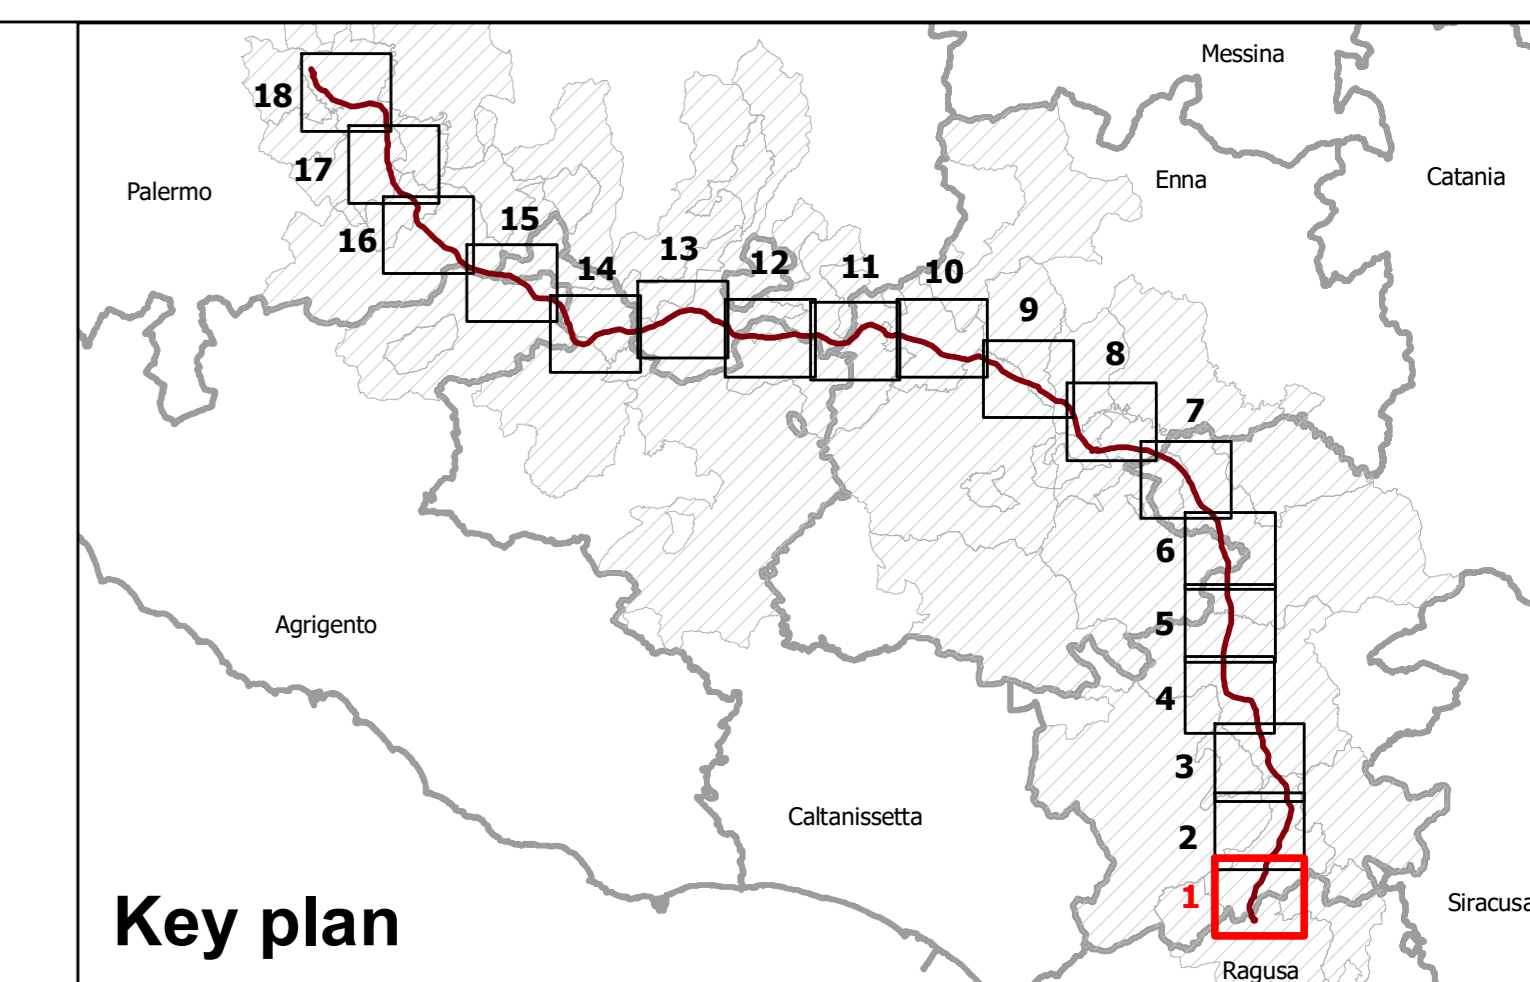 Messina
18
17
Palermo
Enna
Catania
15
16
13
12
11
10
14
9
8
7
6
5
Agrigento
4
3
Caltanissetta
2
1
Siracusa
Key plan
Ragusa